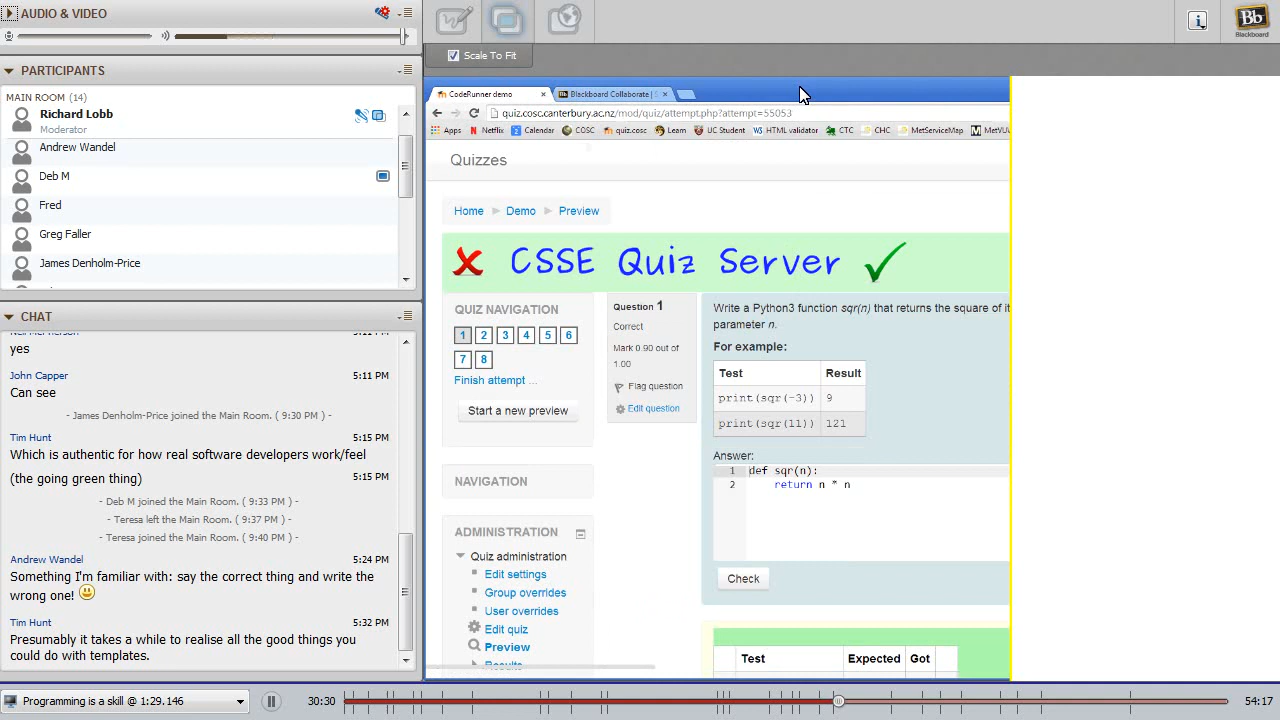 AUDIO & VIDEO
PARTICIPANTS
MAIN ROOM (14)
Richard Lobb
Moderator
Andrew Wandel
Deb M
Fred
Greg Faller
James Denholm-Price
CHAT
5:11 PM
yes
John Capper 5:11 PM
Can see
- James Denholm-Price joined the Main Room. ( 9:30 PM ) -
Tim Hunt 5:15 PM
Which is authentic for how real software developers work/feel
(the going green thing) 5:15 PM
- Deb M joined the Main Room. ( 9:33 PM ) -
- Teresa left the Main Room. ( 9:37 PM ) -
- Teresa joined the Main Room. ( 9:40 PM ) -
Andrew Wandel 5:24 PM
Something I'm familiar with: say the correct thing and write the
wrong one!
Tim Hunt 5:32 PM
Presumably it takes a while to realise all the good things you
could do with templates.
Programming is a skill @ 1:29.146
30:30
54:17
Scale To Fit
Bb
Blackboard
CodeRunner demo
Blackboard Collaborate | S
quiz.cosc.canterbury.ac.nz/mod/quiz/attempt.php?attempt=55053
Apps Netflix Calendar COSC quiz.cosc Learn UC Student HTML validator CTC CHC MetServiceMap MetVU
Quizzes
Home Demo Preview
CSSE Quiz Server
QUIZ NAVIGATION
1 2 3 4 5 6
7 8
Finish attempt ...
Start a new preview
NAVIGATION
ADMINISTRATION
Quiz administration
Edit settings
Group overrides
User overrides
Edit quiz
Preview
Results
Question 1
Correct
Mark 0.90 out of
1.00
Flag question
Edit question
Write a Python3 function sqr(n) that returns the square of it
parameter n.
For example:
Test Result
print(sqr(-3)) 9
print(sqr(11)) 121
Answer:
1 def sqr(n):
2 return n * n
Check
Test Expected Got